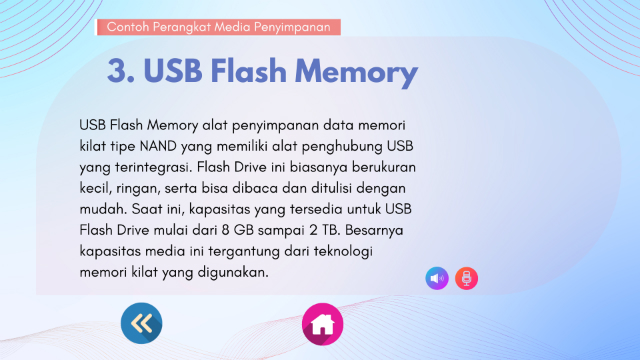 Contoh Perangkat Media Penyimpanan
3. USB Flash Memory
USB Flash Memory alat penyimpanan data memori
kilat tipe NAND yang memiliki alat penghubung USB
yang terintegrasi. Flash Drive ini biasanya berukuran
kecil, ringan, serta bisa dibaca dan ditulisi dengan
mudah. Saat ini, kapasitas yang tersedia untuk USB
Flash Drive mulai dari 8 GB sampai 2 TB. Besarnya
kapasitas media ini tergantung dari teknologi
memori kilat yang digunakan.